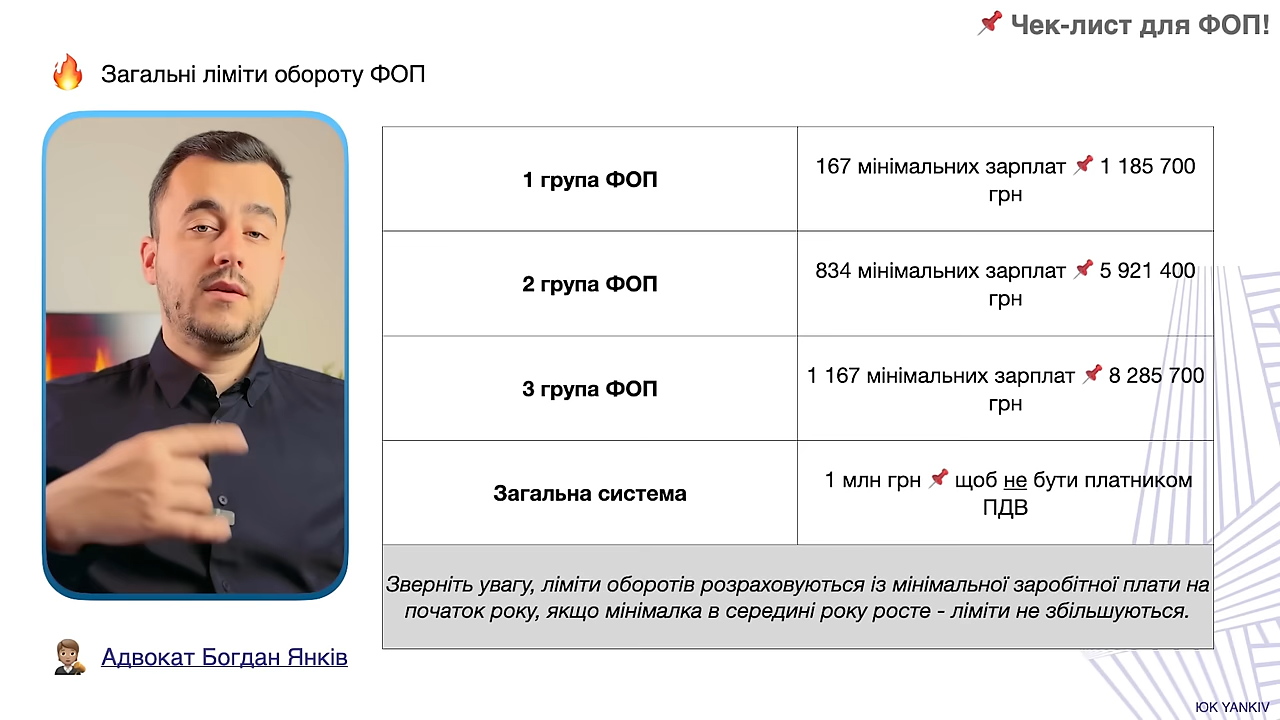 📌 Чек-лист для ФОП!
🔥 Загальні ліміти обороту ФОП
1 група ФОП
167 мінімальних зарплат 📌 1 185 700
грн
2 група ФОП
834 мінімальних зарплат 📌 5 921 400
грн
3 група ФОП
1 167 мінімальних зарплат 📌 8 285 700
грн
Загальна система
1 млн грн 📌 щоб не бути платником
ПДВ
Зверніть увагу, ліміти оборотів розраховуються із мінімальної заробітної плати на
початок року, якщо мінімалка в середині року росте - ліміти не збільшуються.
Адвокат Богдан Янків
ЮК YANKIV